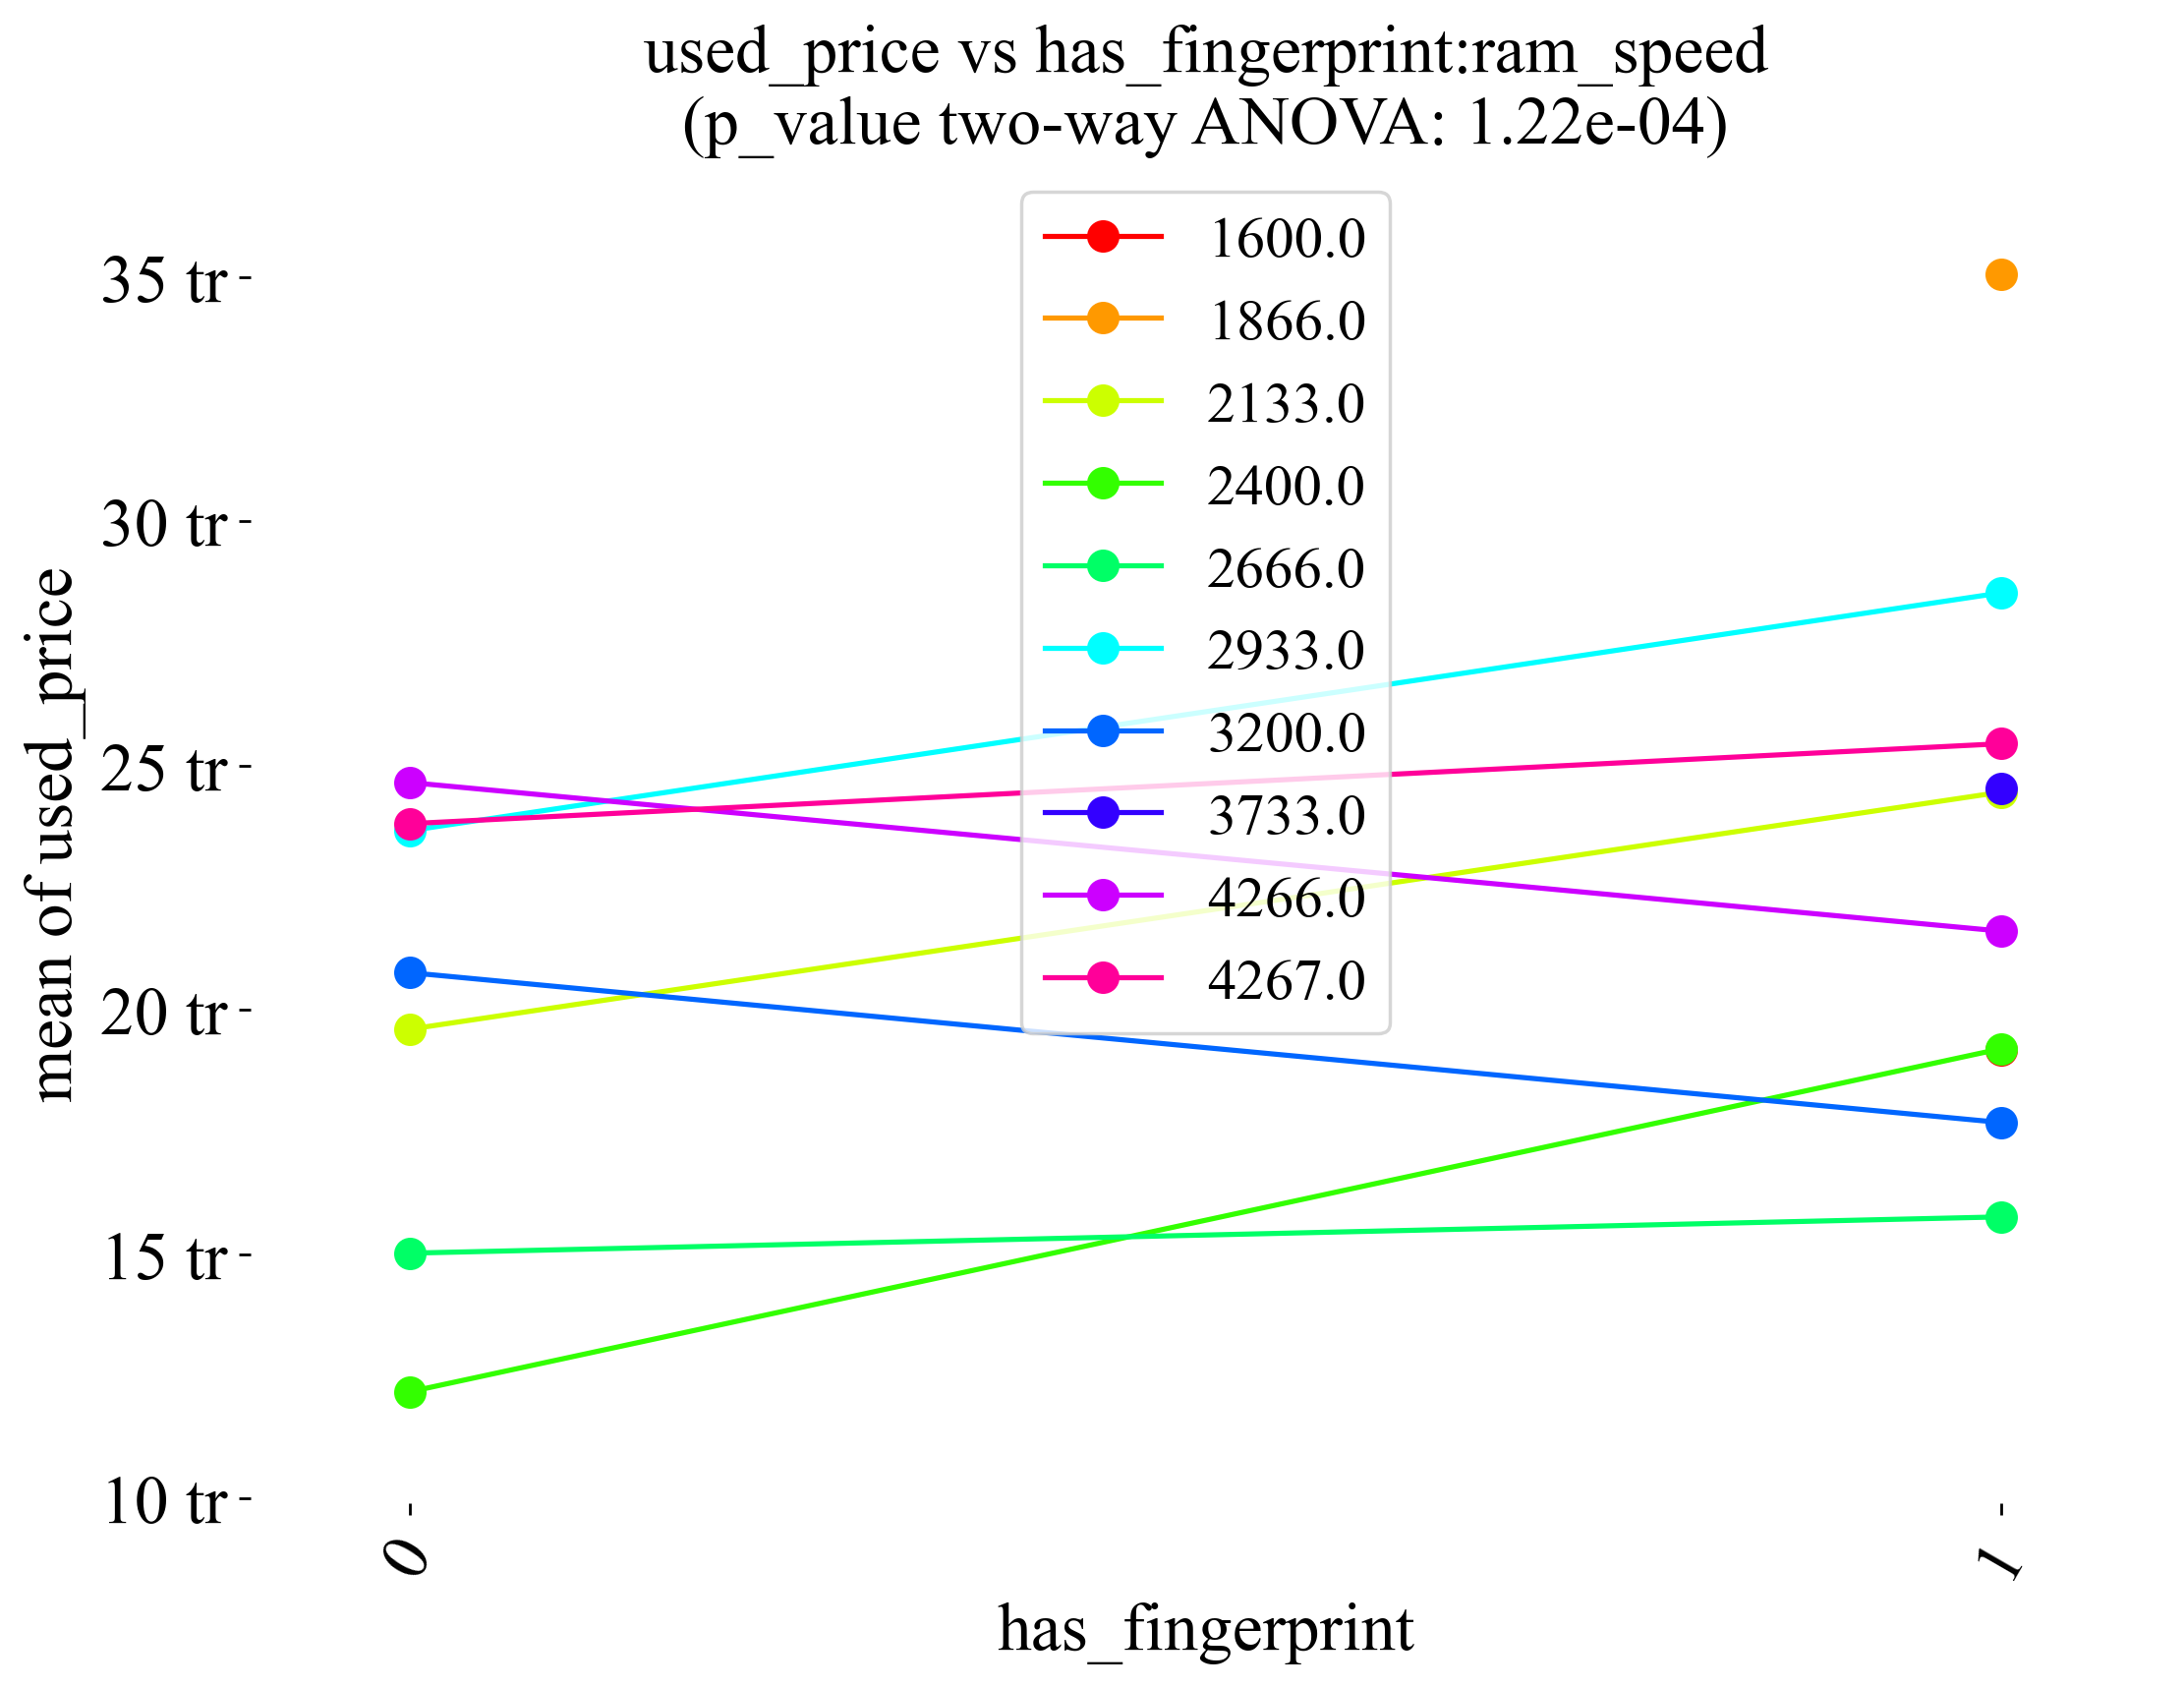 used_price vs has_fingerprint:ram_speed
(p_value two-way ANOVA: 1.22e-04)
1600.0
1866.0
2133.0
2400.0
2666.0
2933.0
3200.0
3733.0
4266.0
4267.0
35 tr
30 tr
25 tr
20 tr
15 tr
10 tr
mean of used_price
0
1
has_fingerprint